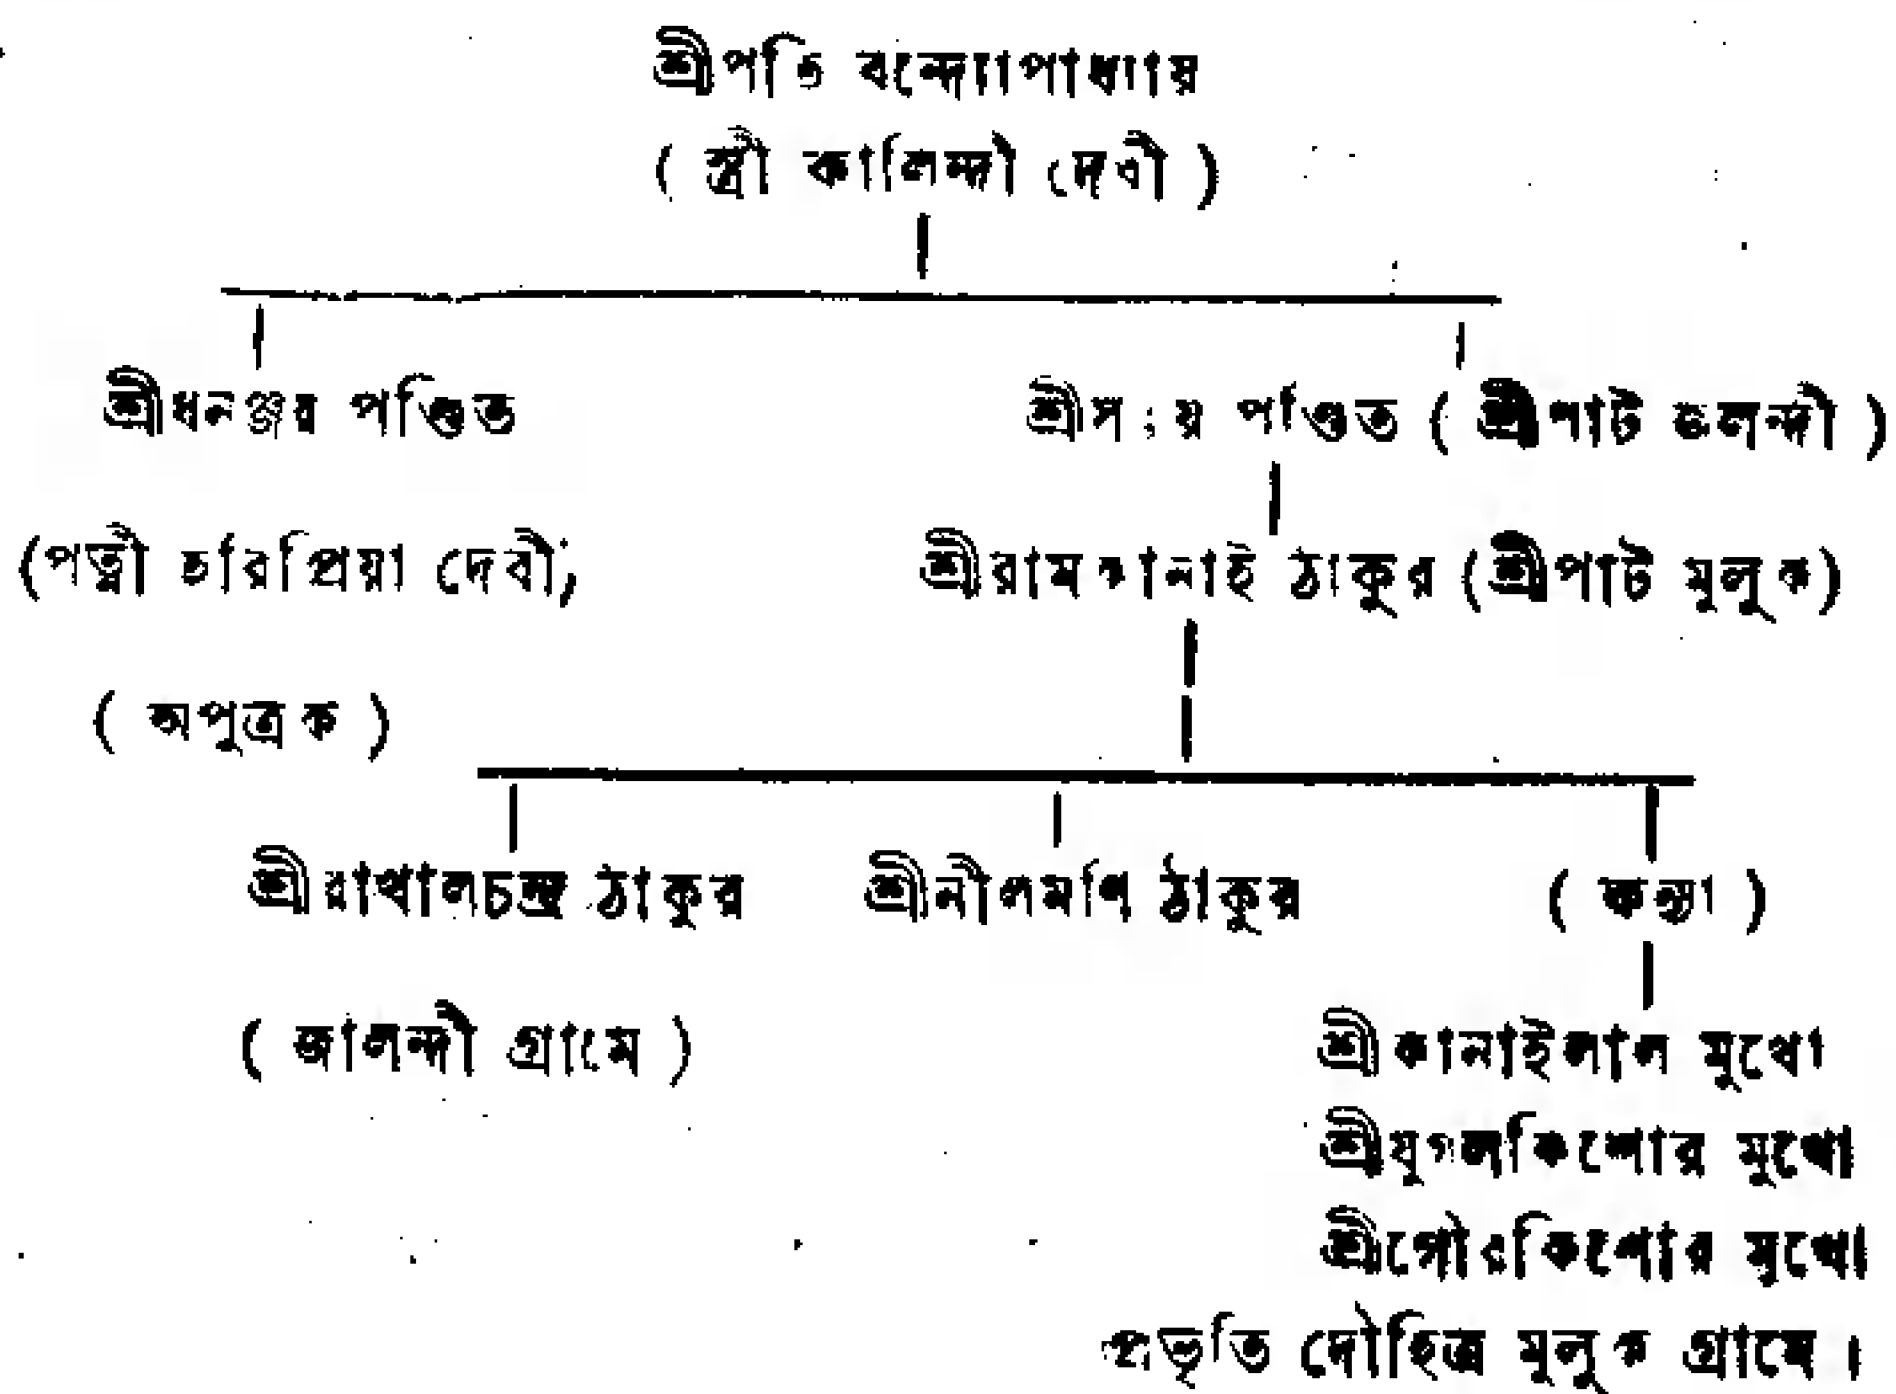 শ্রীপতি বন্দ্যোপাধ্যায়
( স্ত্রী কালিন্দী দেবী )
শ্রীধনঞ্জয় পণ্ডিত শ্রীস য় পণ্ডিত ( শ্রীপাট জলন্দী )
(পত্নী হরিপ্রিয়া দেবী) শ্রীরামকানাই ঠাকুর (শ্রীপাট মুলুক)
( অপুত্রক )
শ্রীরাখালচন্দ্র ঠাকুর শ্রীনীলমণি ঠাকুর ( কন্যা )
( জালন্দী গ্রামে ) শ্রীকানাইলাল মুখো
শ্রীযুগলকিশোর মুখো
শ্রীগৌরকিশোর মুখো
প্রভৃতি দৌহিত্র মুলুক গ্রামে।